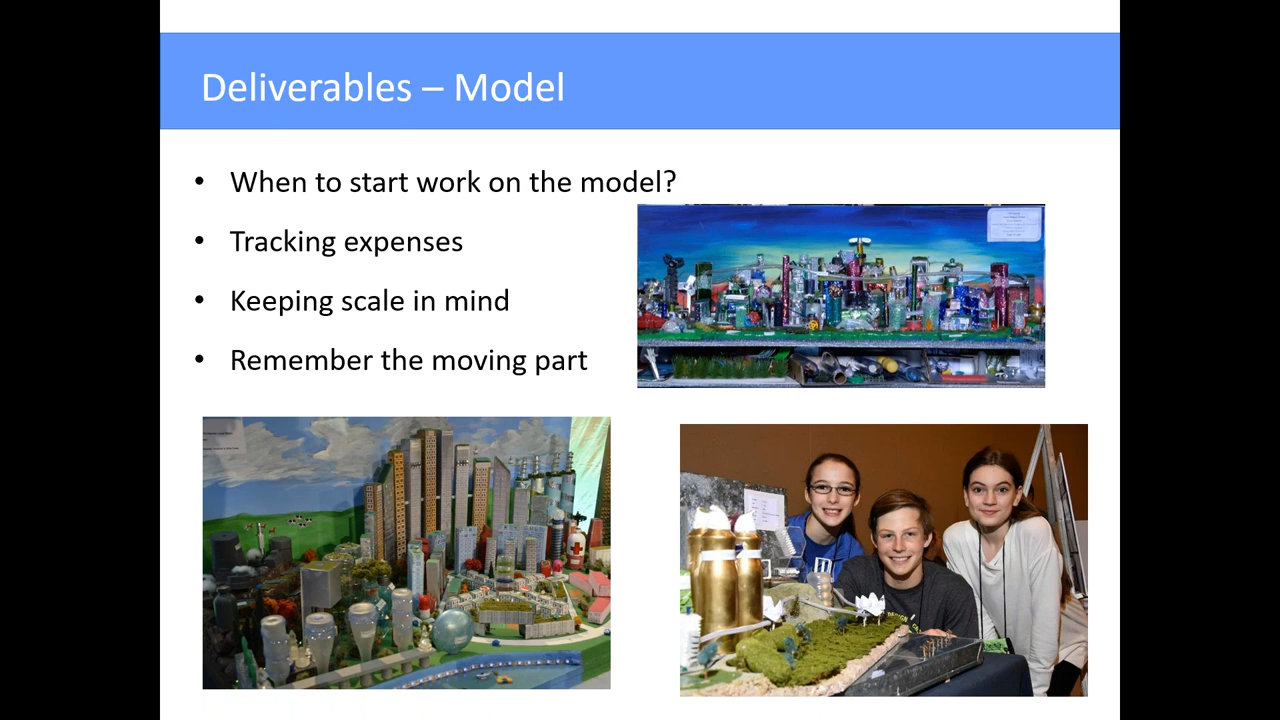 Deliverables – Model
• When to start work on the model?
• Tracking expenses
• Keeping scale in mind
• Remember the moving part